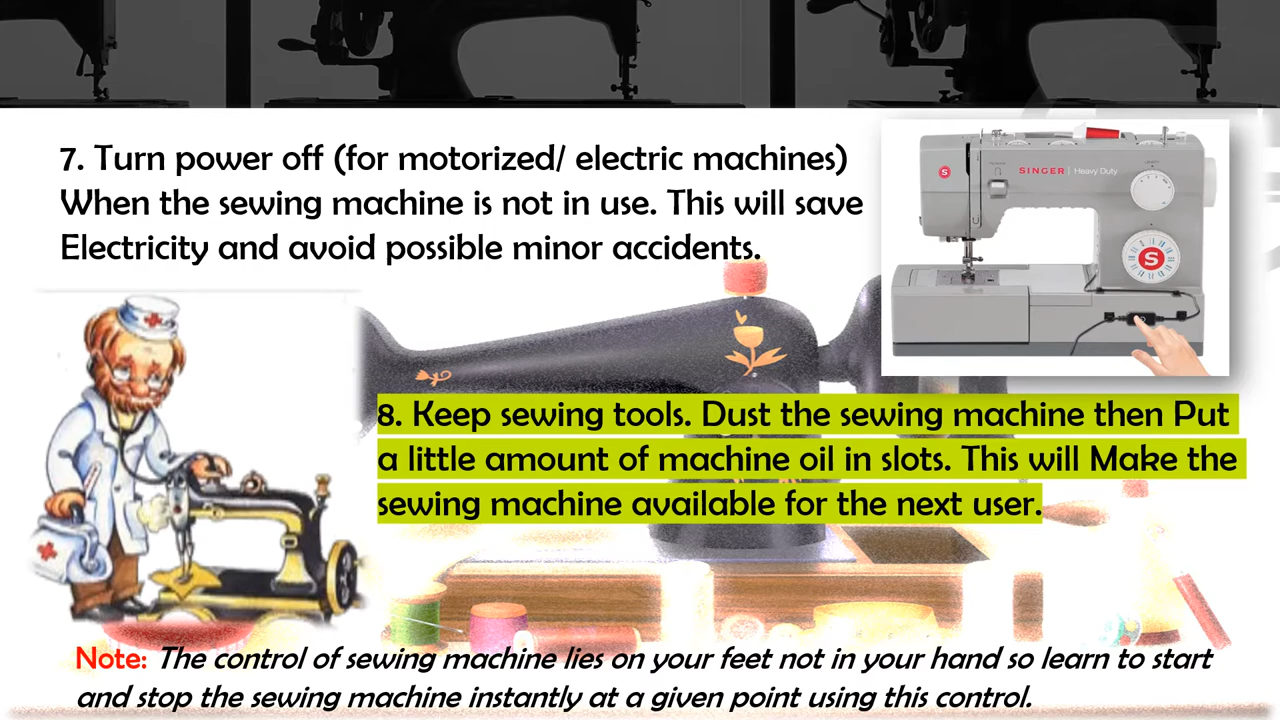 7. Turn power off (for motorized/ electric machines)
When the sewing machine is not in use. This will save
Electricity and avoid possible minor accidents.
S
SINGER | Heavy Duty
S
8. Keep sewing tools. Dust the sewing machine then Put
a little amount of machine oil in slots. This will Make the
sewing machine available for the next user.
Note: The control of sewing machine lies on your feet not in your hand so learn to start
and stop the sewing machine instantly at a given point using this control.